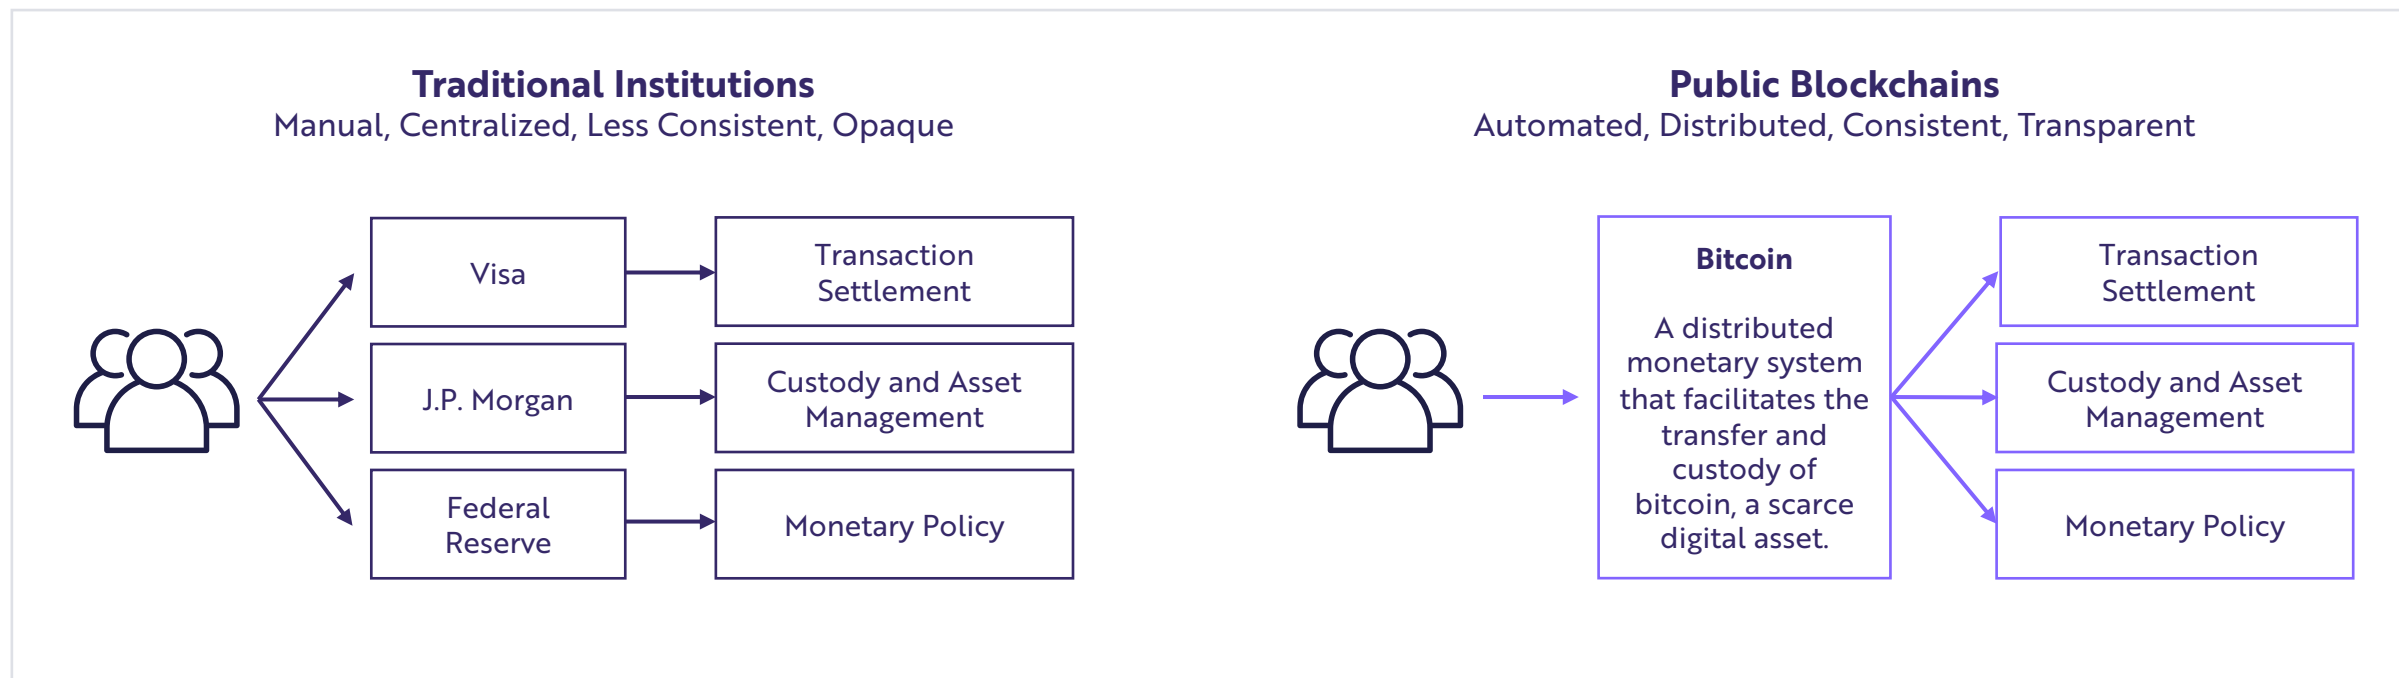 Traditional Institutions
Manual, Centralized, Less Consistent, Opaque
Visa
Transaction
Settlement
J.P. Morgan
Custody and Asset
Management
Federal
Reserve
Monetary Policy
Public Blockchains
Automated, Distributed, Consistent, Transparent
Bitcoin
A distributed
monetary system
that facilitates the
transfer and
custody of
bitcoin, a scarce
digital asset.
Transaction
Settlement
Custody and Asset
Management
Monetary Policy